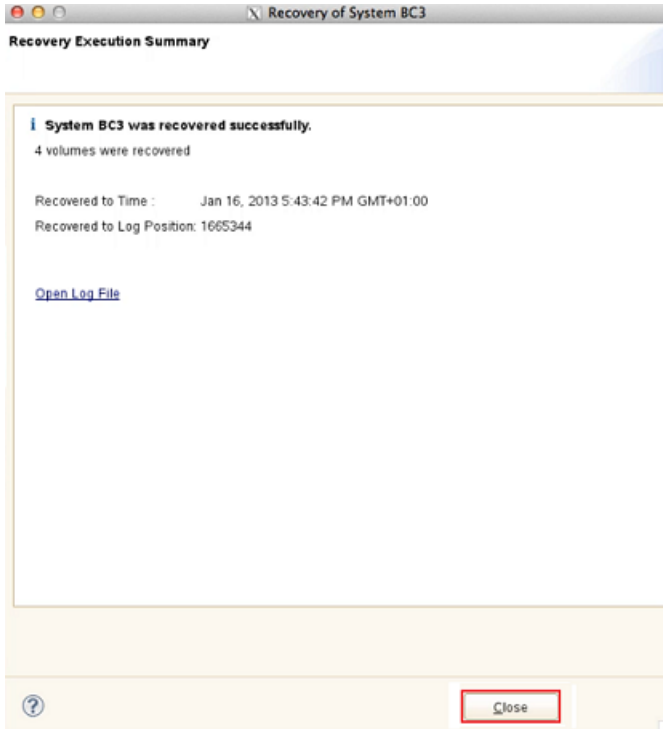 Recovery of System BC3
Recovery Execution Summary
i System BC3 was recovered successfully.
4 volumes were recovered
Recovered to Time : Jan 16, 2013 5:43:42 PM GMT+01:00
Recovered to Log Position: 1665344
Open Log File
? Close